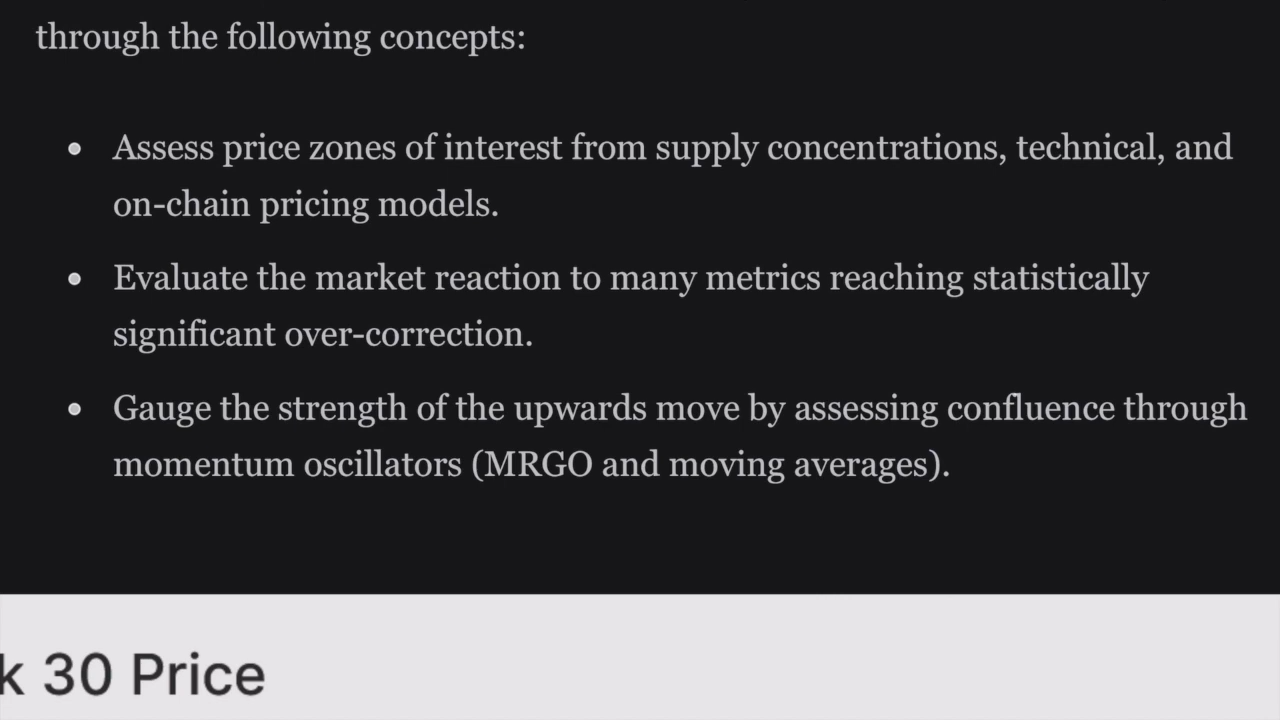 through the following concepts:
Assess price zones of interest from supply concentrations, technical, and
on-chain pricing models.
Evaluate the market reaction to many metrics reaching statistically
significant over-correction.
Gauge the strength of the upwards move by assessing confluence through
momentum oscillators (MRGO and moving averages).
k 30 Price